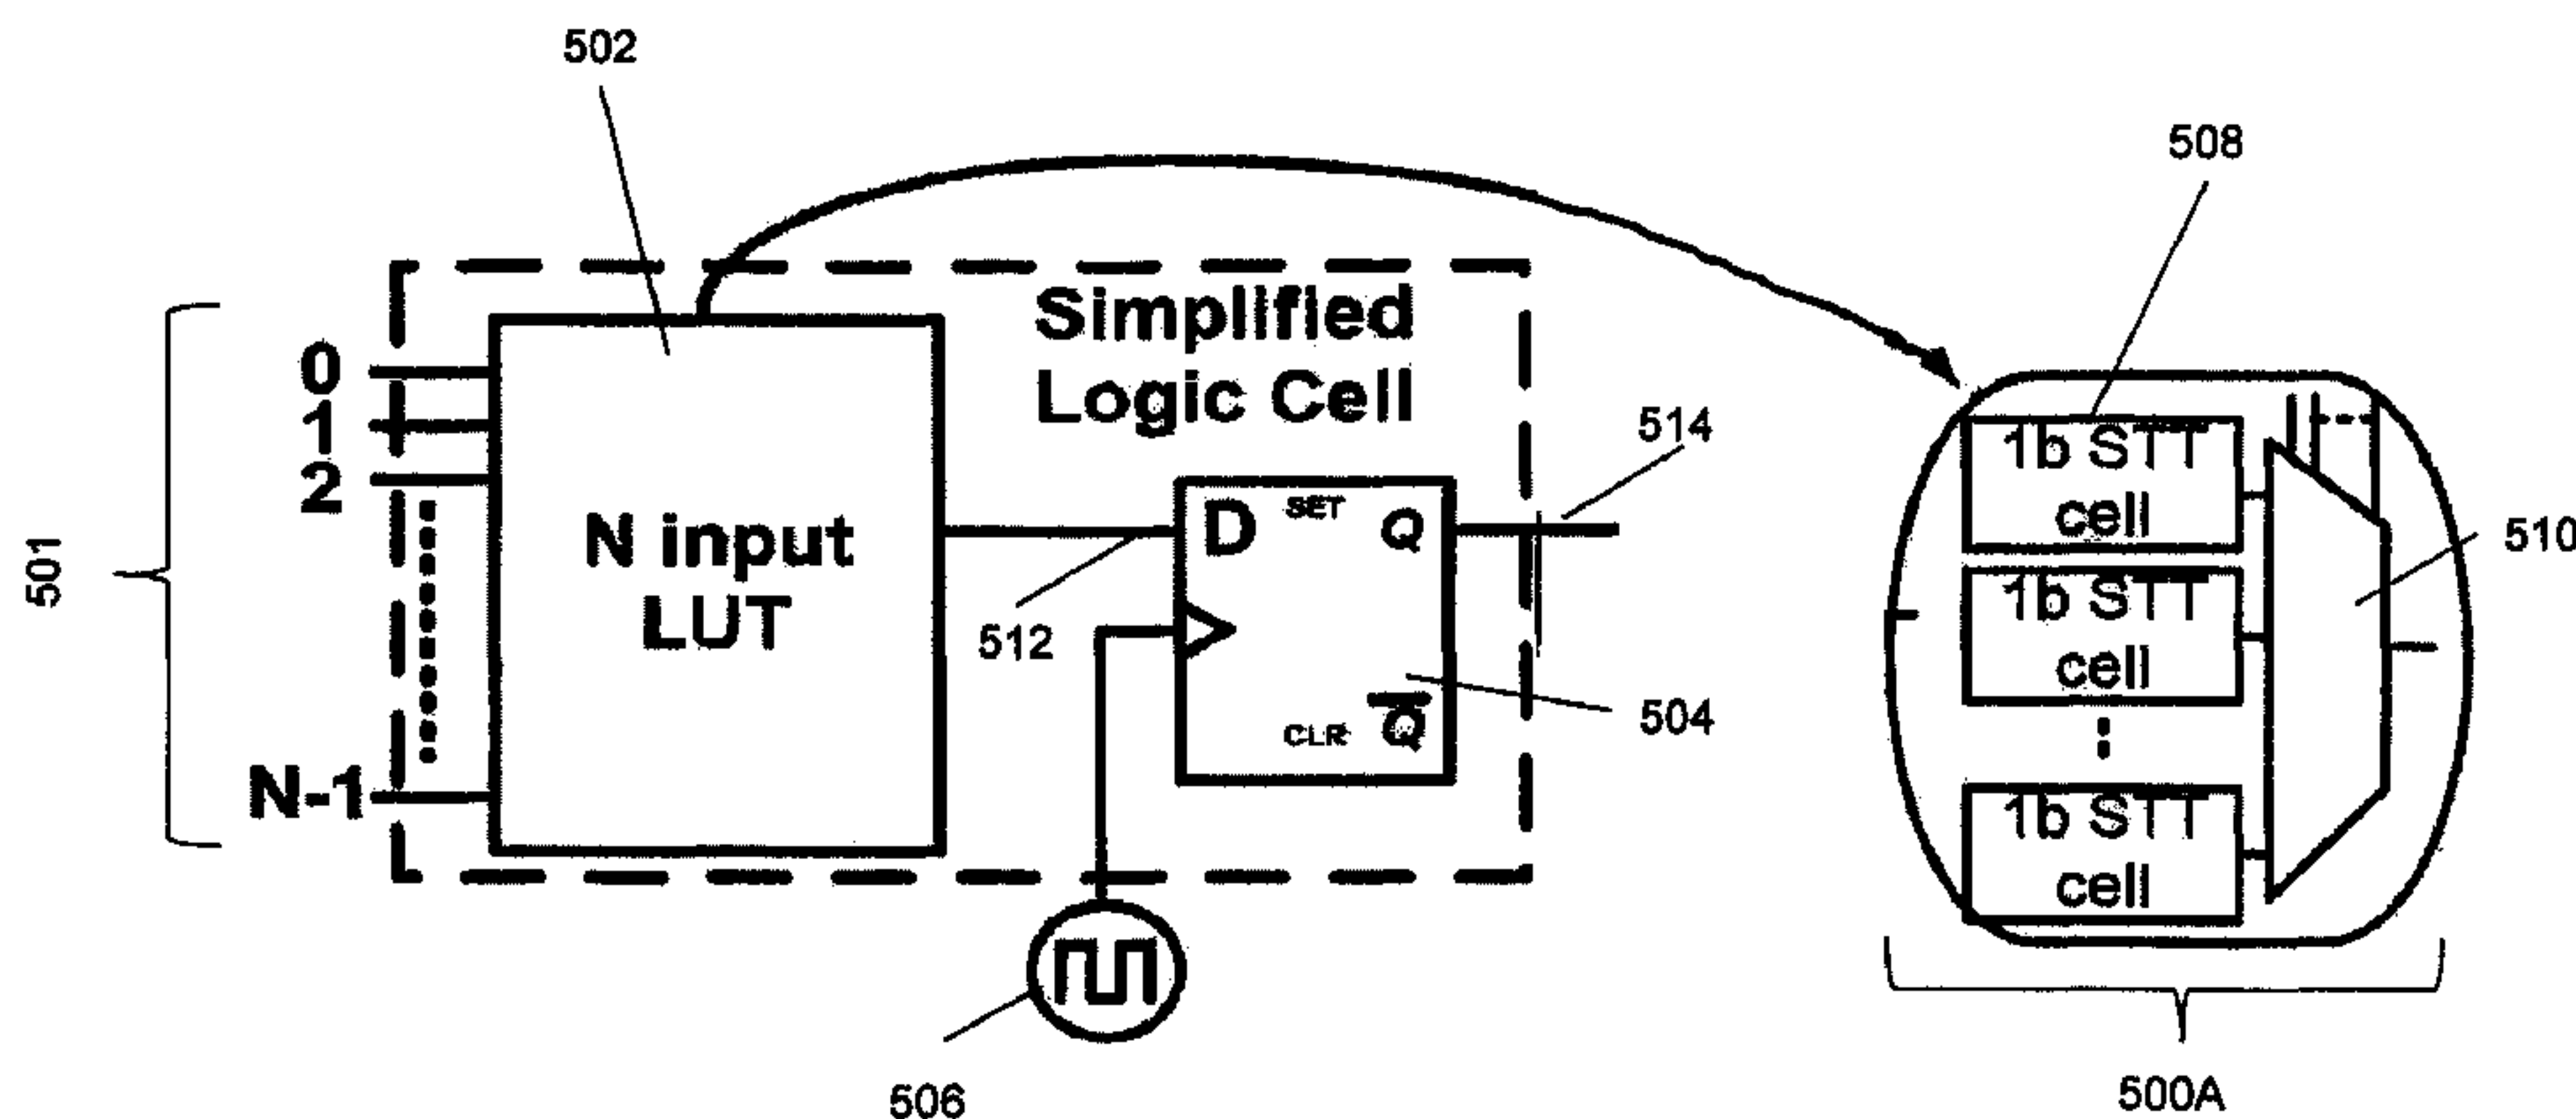 502
508
Simplified
Logic Cell
501
0
1
2
N-1
N input
LUT
512
D
SET
Q
CLR
Q̅
514
504
506
1b STT
cell
1b STT
cell
1b STT
cell
510
500A